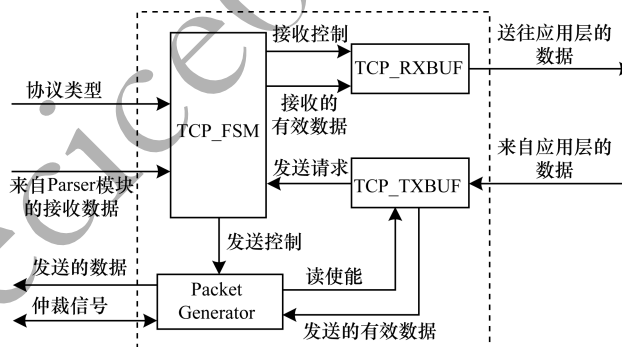 接收控制
送往应用层的
数据
TCP_RXBUF
协议类型
接收的
有效数据
TCP_FSM
来自应用层的
数据
发送请求
TCP_TXBUF
来自Parser模块
的接收数据
发送控制
发送的数据
读使能
Packet
Generator
仲裁信号
发送的有效数据